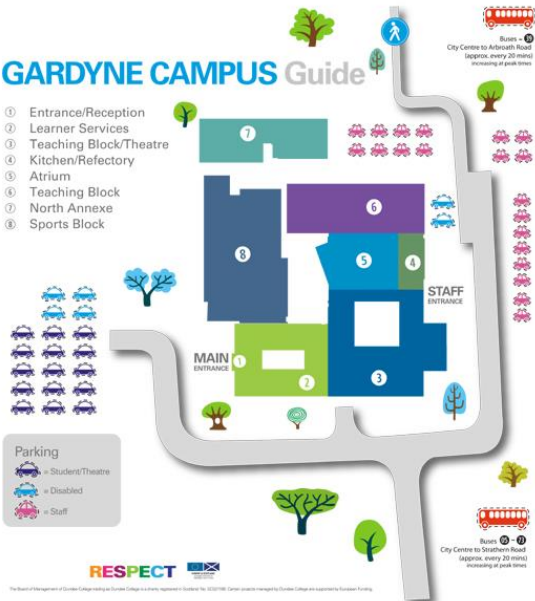 Buses - 39
City Centre to Arbroath Road
(approx. every 20 mins)
increasing at peak times
GARDYNE CAMPUS Guide
1 Entrance/Reception
2 Learner Services
3 Teaching Block/Theatre
4 Kitchen/Refectory
5 Atrium
6 Teaching Block
7 North Annexe
8 Sports Block
7
6
8
5
4
STAFF
ENTRANCE
MAIN
ENTRANCE
1
2
3
Parking
= Student/Theatre
= Disabled
= Staff
Buses 05 - 73
City Centre to Strathern Road
(approx. every 20 mins)
increasing at peak times
RESPECT